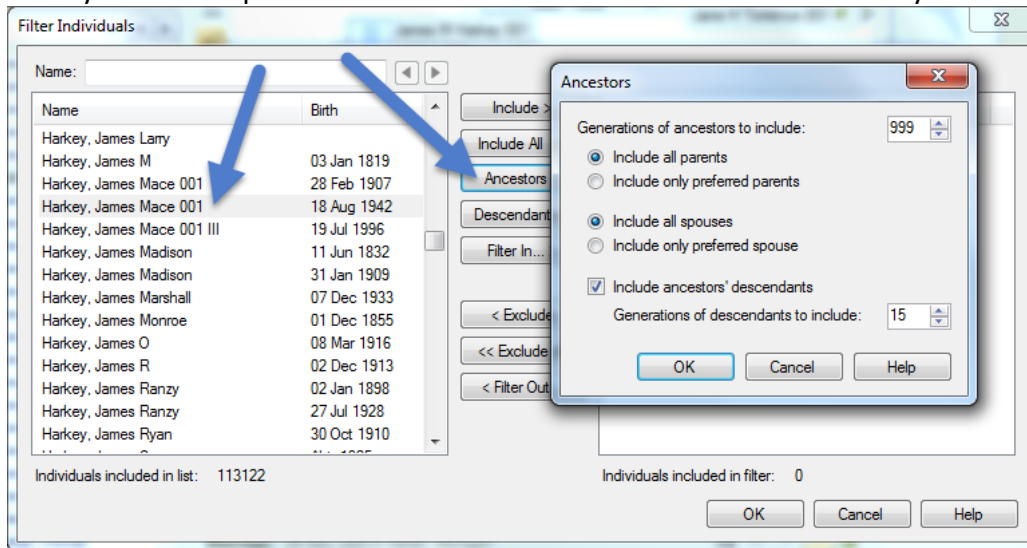 Filter Individuals
Name:
Name Birth
Harkey, James Larry
Harkey, James M 03 Jan 1819
Harkey, James Mace 001 28 Feb 1907
Harkey, James Mace 001 18 Aug 1942
Harkey, James Mace 001 III 19 Jul 1996
Harkey, James Madison 11 Jun 1832
Harkey, James Madison 31 Jan 1909
Harkey, James Marshall 07 Dec 1933
Harkey, James Monroe 01 Dec 1855
Harkey, James O 08 Mar 1916
Harkey, James R 02 Dec 1913
Harkey, James Ranzy 02 Jan 1898
Harkey, James Ranzy 27 Jul 1928
Harkey, James Ryan 30 Oct 1910
Individuals included in list: 113122
Include >
Include All
Ancestors
Descendant
Filter In...
< Exclude
<< Exclude
< Filter Out
Ancestors
Generations of ancestors to include: 999
Include all parents
Include only preferred parents
Include all spouses
Include only preferred spouse
Include ancestors' descendants
Generations of descendants to include: 15
OK Cancel Help
Individuals included in filter: 0
OK Cancel Help